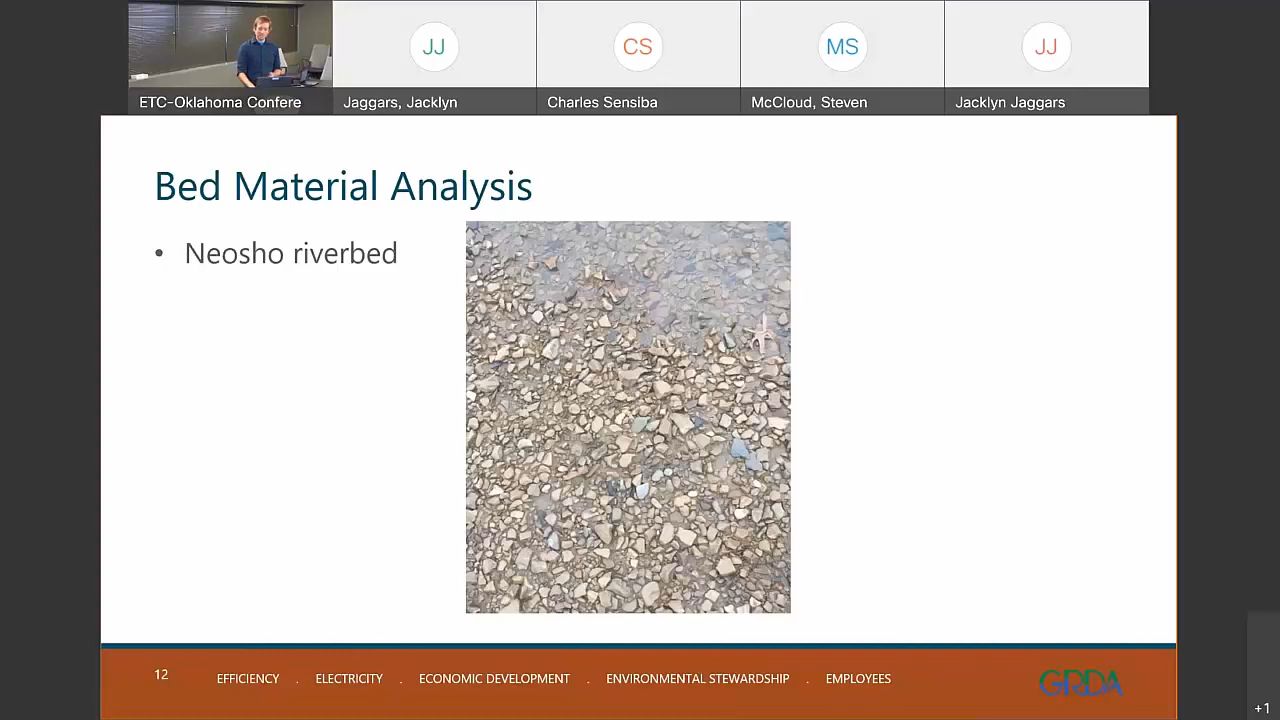 JJ
CS
MS
JJ
ETC-Oklahoma Confere
Jaggars, Jacklyn
Charles Sensiba
McCloud, Steven
Jacklyn Jaggars
Bed Material Analysis
• Neosho riverbed
12 EFFICIENCY . ELECTRICITY . ECONOMIC DEVELOPMENT . ENVIRONMENTAL STEWARDSHIP . EMPLOYEES
GRDA
+1